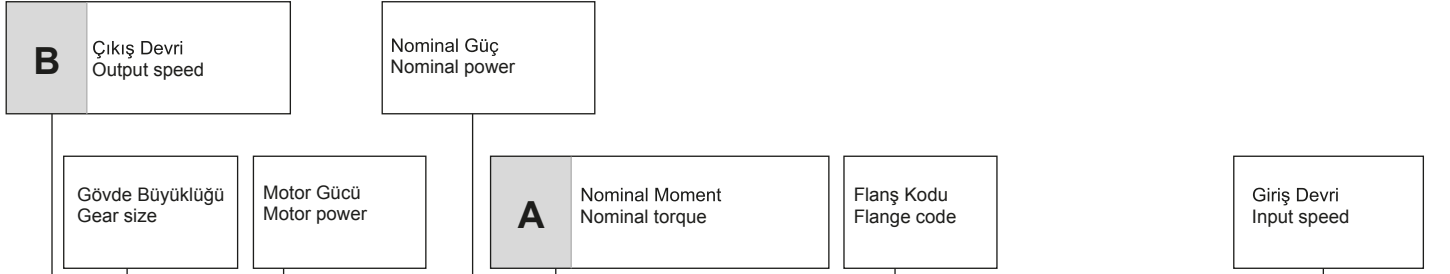 B
Çıkış Devri
Output speed
Nominal Güç
Nominal power
Gövde Büyüklüğü
Gear size
Motor Gücü
Motor power
A
Nominal Moment
Nominal torque
Flanş Kodu
Flange code
Giriş Devri
Input speed